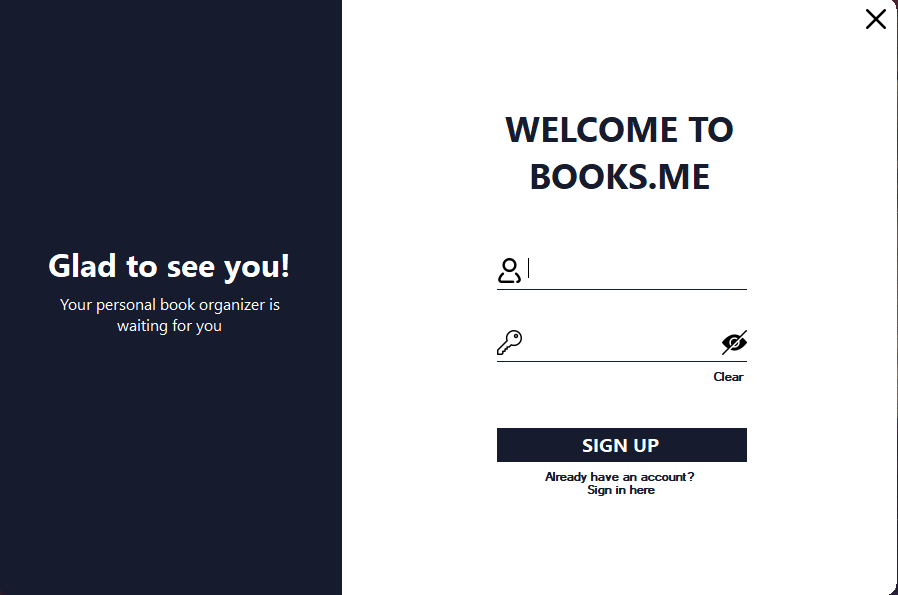 Glad to see you!
Your personal book organizer is
waiting for you
WELCOME TO
BOOKS.ME
Clear
SIGN UP
Already have an account?
Sign in here